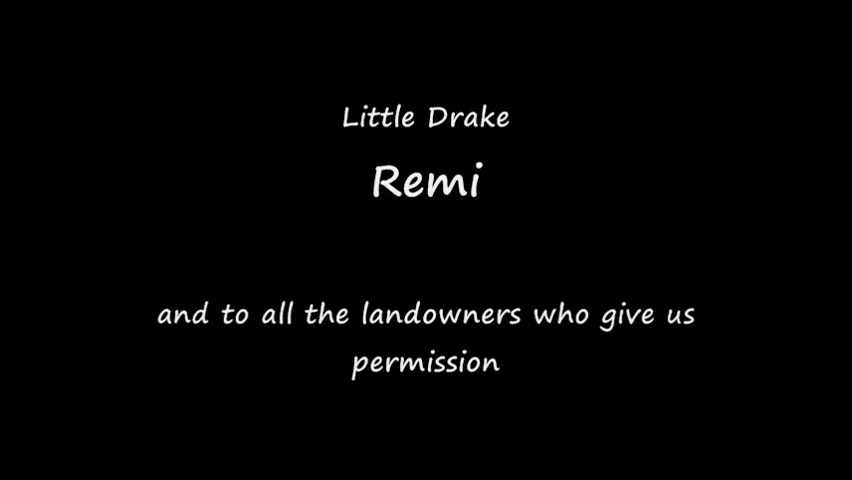 Little Drake
Remi
and to all the landowners who give us
permission